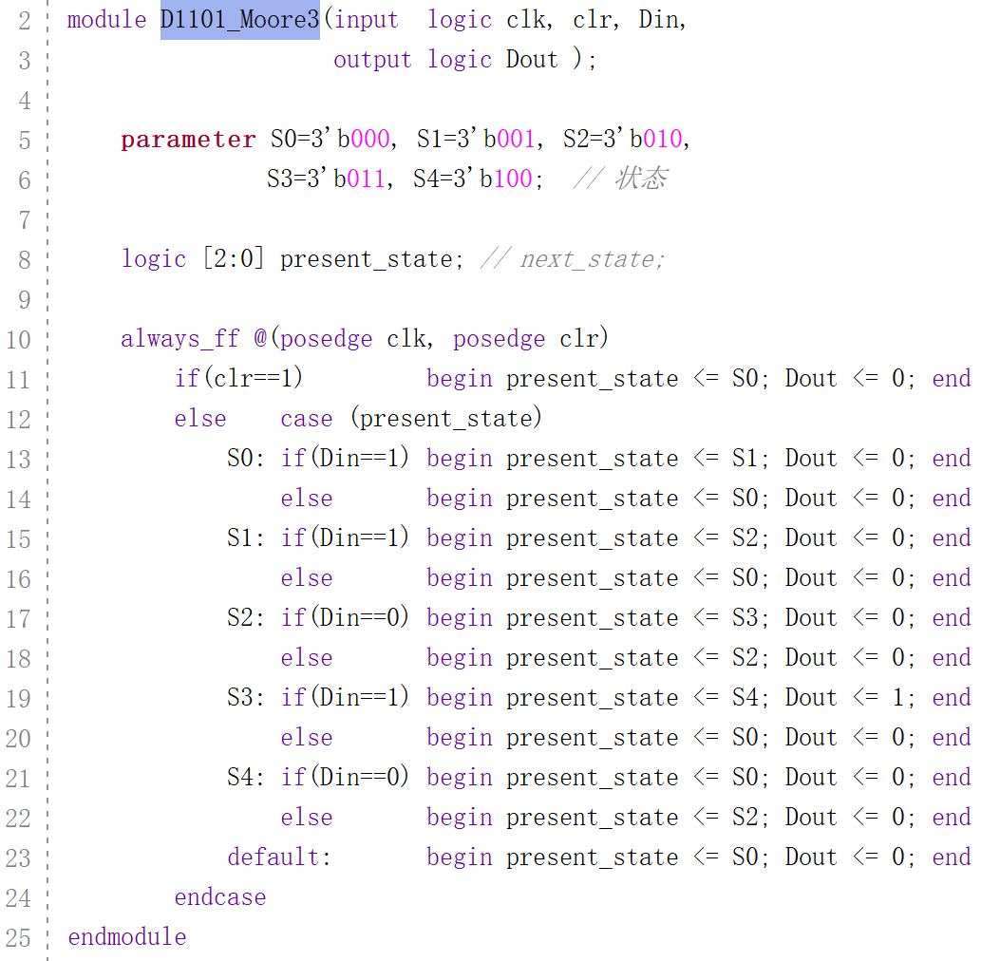 2 module D1101_Moore3(input  logic clk, clr, Din,
3                     output logic Dout );
4
5     parameter S0=3'b000, S1=3'b001, S2=3'b010,
6               S3=3'b011, S4=3'b100;  // 状态
7
8     logic [2:0] present_state; // next_state;
9
10     always_ff @(posedge clk, posedge clr)
11         if(clr==1)         begin present_state <= S0; Dout <= 0; end
12         else    case (present_state)
13             S0: if(Din==1) begin present_state <= S1; Dout <= 0; end
14                 else       begin present_state <= S0; Dout <= 0; end
15             S1: if(Din==1) begin present_state <= S2; Dout <= 0; end
16                 else       begin present_state <= S0; Dout <= 0; end
17             S2: if(Din==0) begin present_state <= S3; Dout <= 0; end
18                 else       begin present_state <= S2; Dout <= 0; end
19             S3: if(Din==1) begin present_state <= S4; Dout <= 1; end
20                 else       begin present_state <= S0; Dout <= 0; end
21             S4: if(Din==0) begin present_state <= S0; Dout <= 0; end
22                 else       begin present_state <= S2; Dout <= 0; end
23             default:       begin present_state <= S0; Dout <= 0; end
24         endcase
25 endmodule